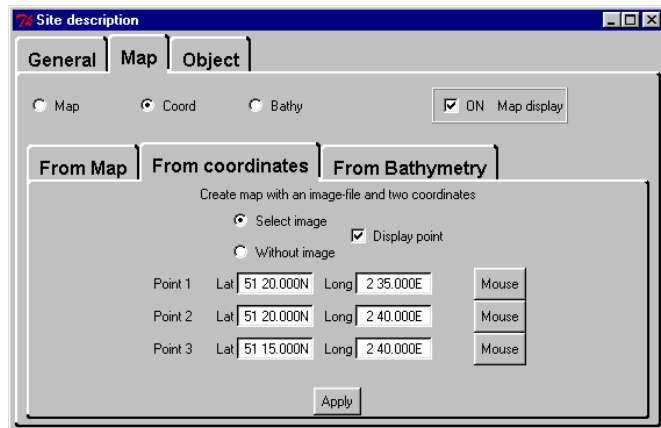 Site description
General Map Object
Map Coord Bathy ON Map display
From Map From coordinates From Bathymetry
Create map with an image-file and two coordinates
Select image
Display point
Without image
Point 1 Lat 51 20.000N Long 2 35.000E Mouse
Point 2 Lat 51 20.000N Long 2 40.000E Mouse
Point 3 Lat 51 15.000N Long 2 40.000E Mouse
Apply